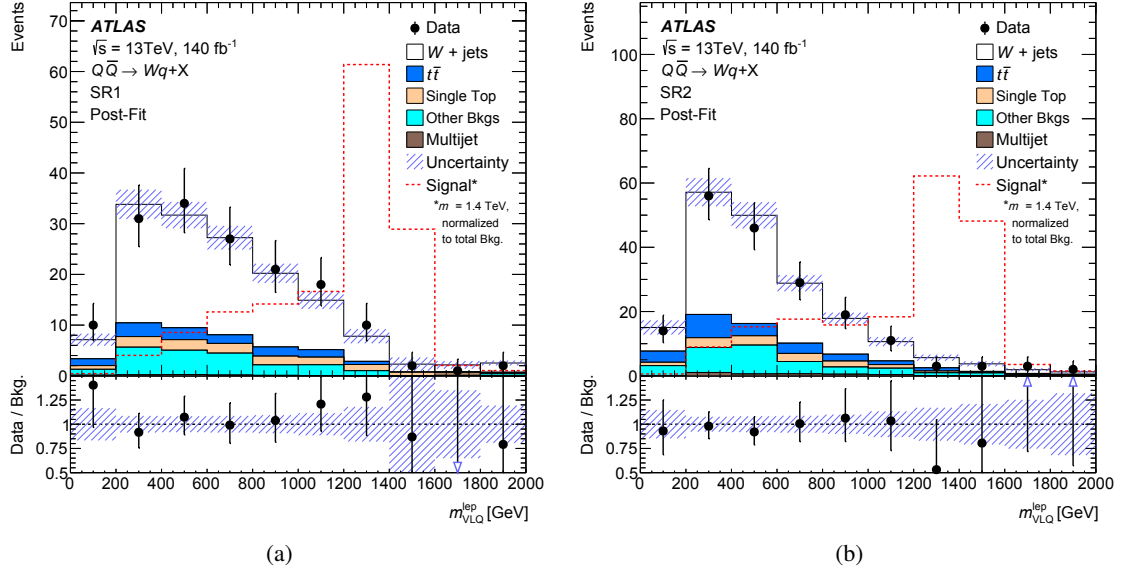 Events
70
60
50
40
30
20
10
0
ATLAS
√s = 13TeV, 140 fb⁻¹
QQ̅ → Wq+X
SR1
Post-Fit
Data
W + jets
tt̅
Single Top
Other Bkgs
Multijet
Uncertainty
Signal*
*m = 1.4 TeV,
normalized
to total Bkg.
Data / Bkg.
1.25
1
0.75
0.5
0 200 400 600 800 1000 1200 1400 1600 1800 2000
m_VLQ^lep [GeV]
(a)
Events
100
80
60
40
20
0
ATLAS
√s = 13TeV, 140 fb⁻¹
QQ̅ → Wq+X
SR2
Post-Fit
Data
W + jets
tt̅
Single Top
Other Bkgs
Multijet
Uncertainty
Signal*
*m = 1.4 TeV,
normalized
to total Bkg.
Data / Bkg.
1.25
1
0.75
0.5
0 200 400 600 800 1000 1200 1400 1600 1800 2000
m_VLQ^lep [GeV]
(b)